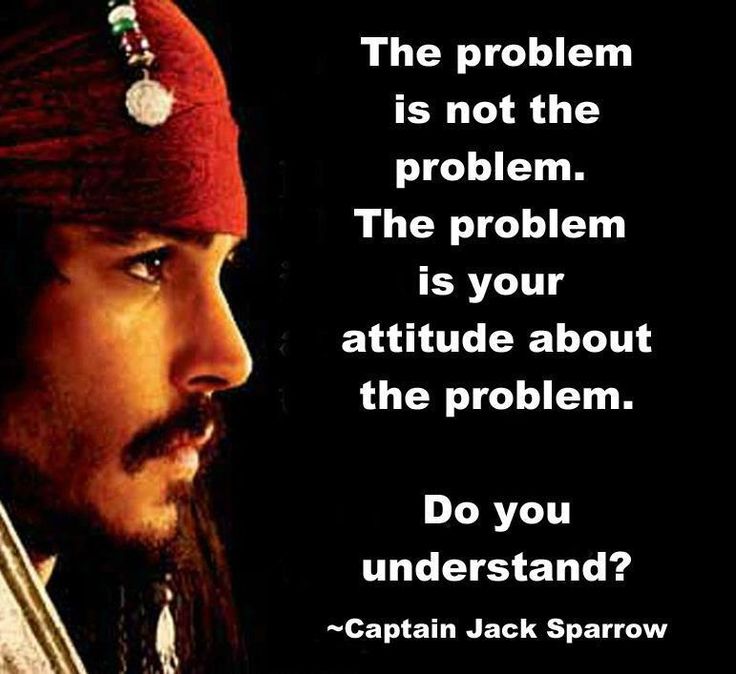 The problem
is not the
problem.
The problem
is your
attitude about
the problem.
Do you
understand?
~Captain Jack Sparrow